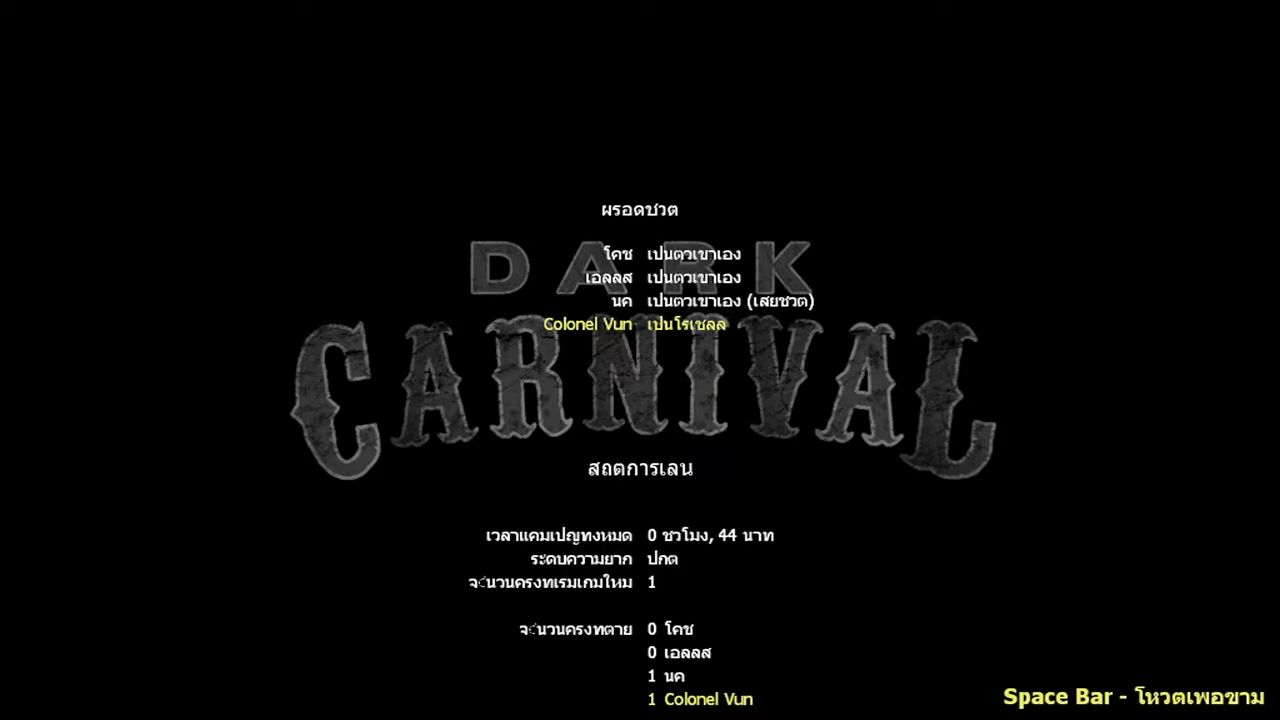 ผรอดชวต
DARK
โคช เปนตวเขาเอง
เอลลส เปนตวเขาเอง
นค เปนตวเขาเอง (เสยชวต)
Colonel Vun เปนโรเชลล
CARNIVAL
สถตการเลน
เวลาแคมเปญทงหมด 0 ชวโมง, 44 นาท
ระดบความยาก ปกต
จำนวนครงทเรมเกมใหม 1
จำนวนครงทตาย 0 โคช
0 เอลลส
1 นค
1 Colonel Vun
Space Bar - โหวตเพอขาม